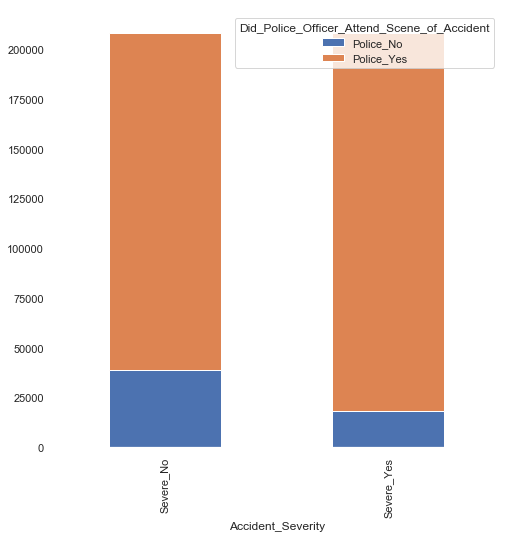 Did_Police_Officer_Attend_Scene_of_Accident
Police_No
Police_Yes
200000
175000
150000
125000
100000
75000
50000
25000
0
Severe_No
Severe_Yes
Accident_Severity